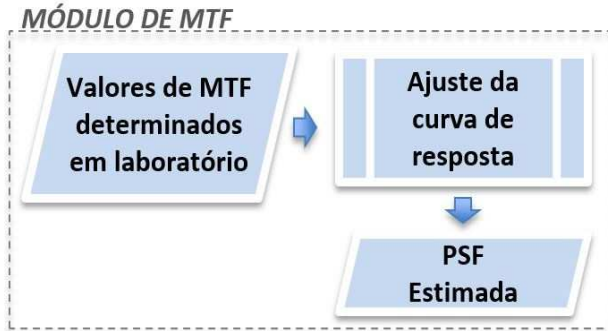 MÓDULO DE MTF
Valores de MTF
determinados
em laboratório
Ajuste da
curva de
resposta
PSF
Estimada